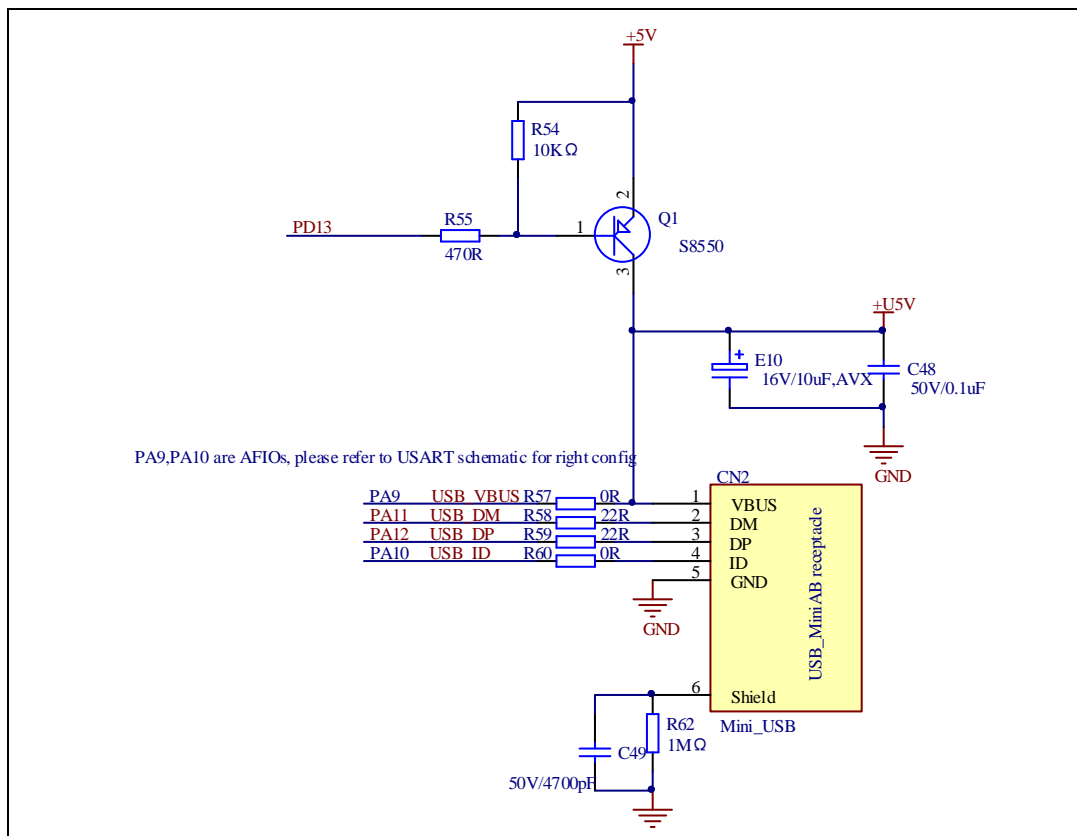 +5V
R54
10KΩ
2
Q1
PD13
R55
1
S8550
470R
3
+U5V
E10
C48
16V/10uF,AVX
50V/0.1uF
PA9,PA10 are AFIOs, please refer to USART schematic for right config
GND
CN2
PA9 USB_VBUS R57 0R 1 VBUS
PA11 USB_DM R58 22R 2 DM
PA12 USB_DP R59 22R 3 DP
PA10 USB_ID R60 0R 4 ID
5 GND
GND
USB_MiniAB receptacle
6 Shield
R62
Mini_USB
1MΩ
C49
50V/4700pF